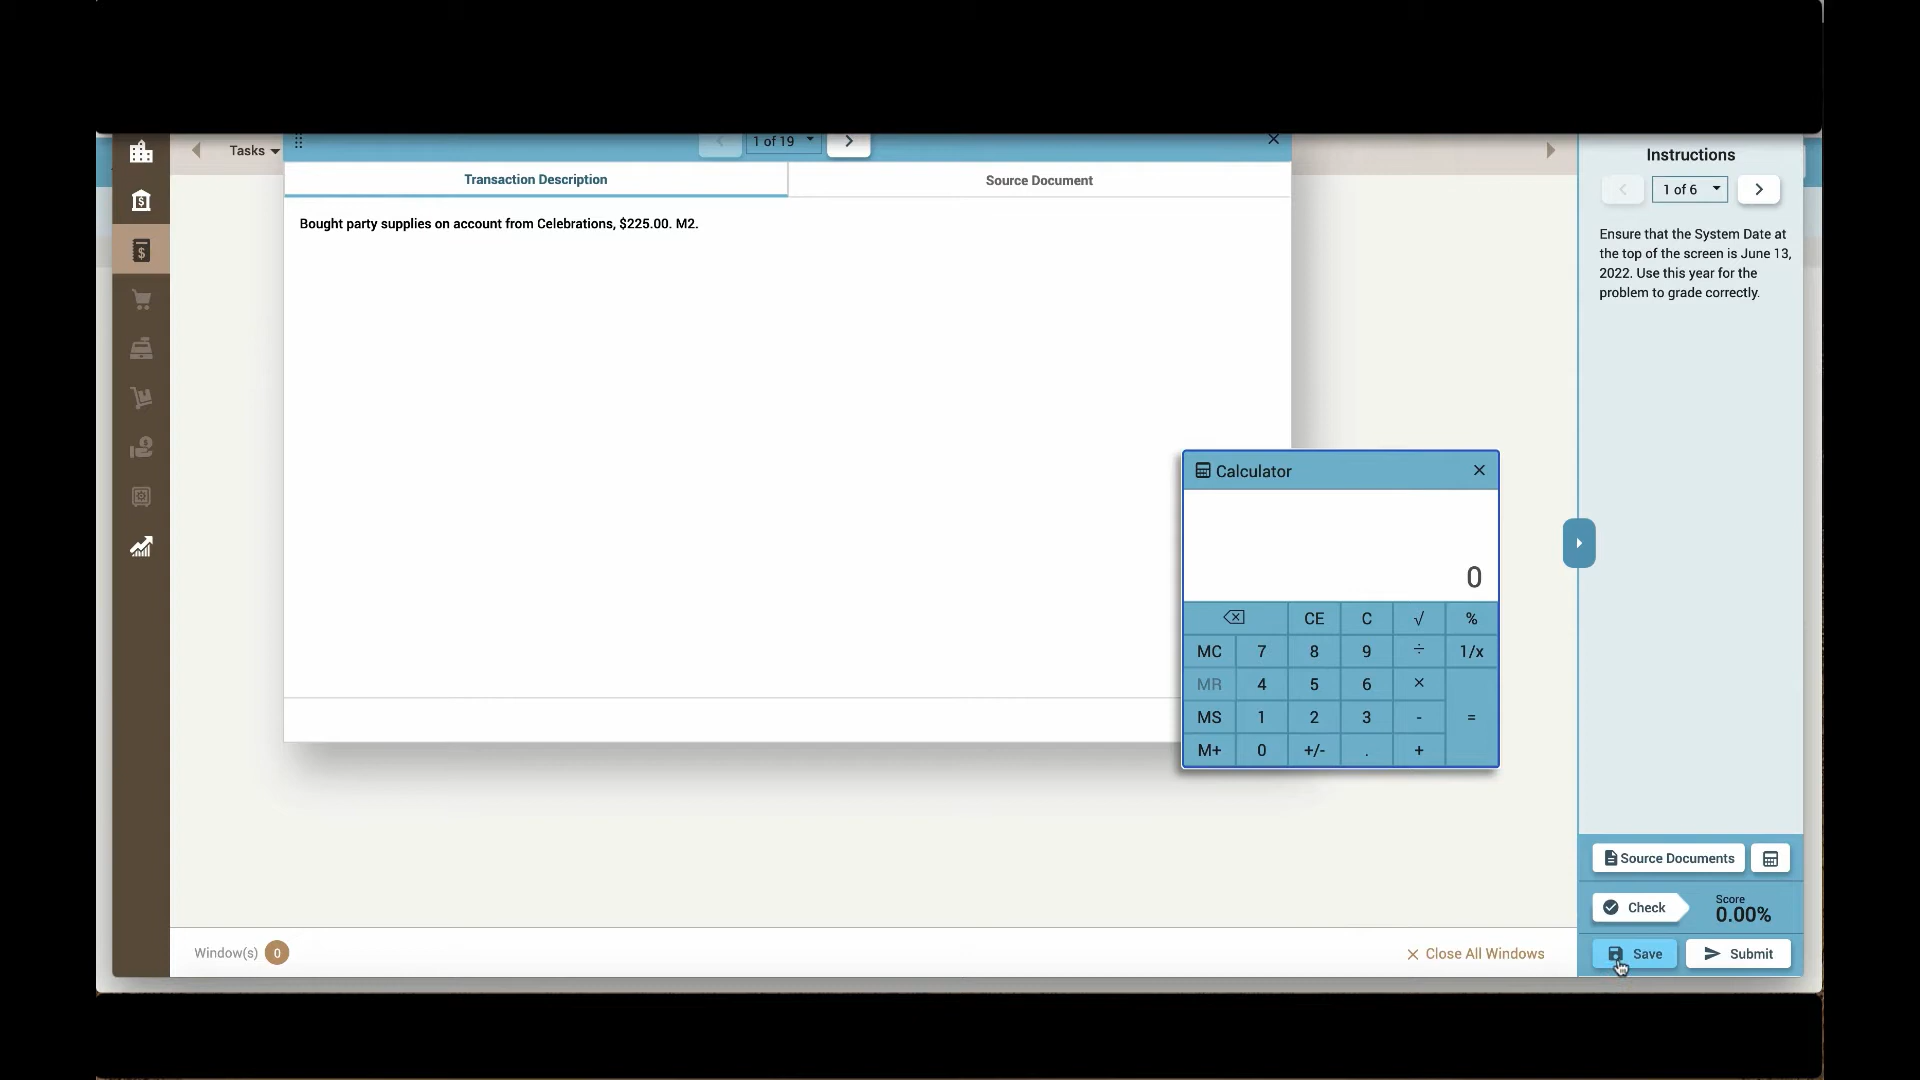 Tasks
1 of 19
Transaction Description
Source Document
Bought party supplies on account from Celebrations, $225.00. M2.
Calculator
0
CE C √ %
MC 7 8 9 ÷ 1/x
MR 4 5 6 ×
MS 1 2 3 - =
M+ 0 +/- . +
Window(s) 0
Close All Windows
Instructions
1 of 6
Ensure that the System Date at
the top of the screen is June 13,
2022. Use this year for the
problem to grade correctly.
Source Documents
Check
Score
0.00%
Save
Submit